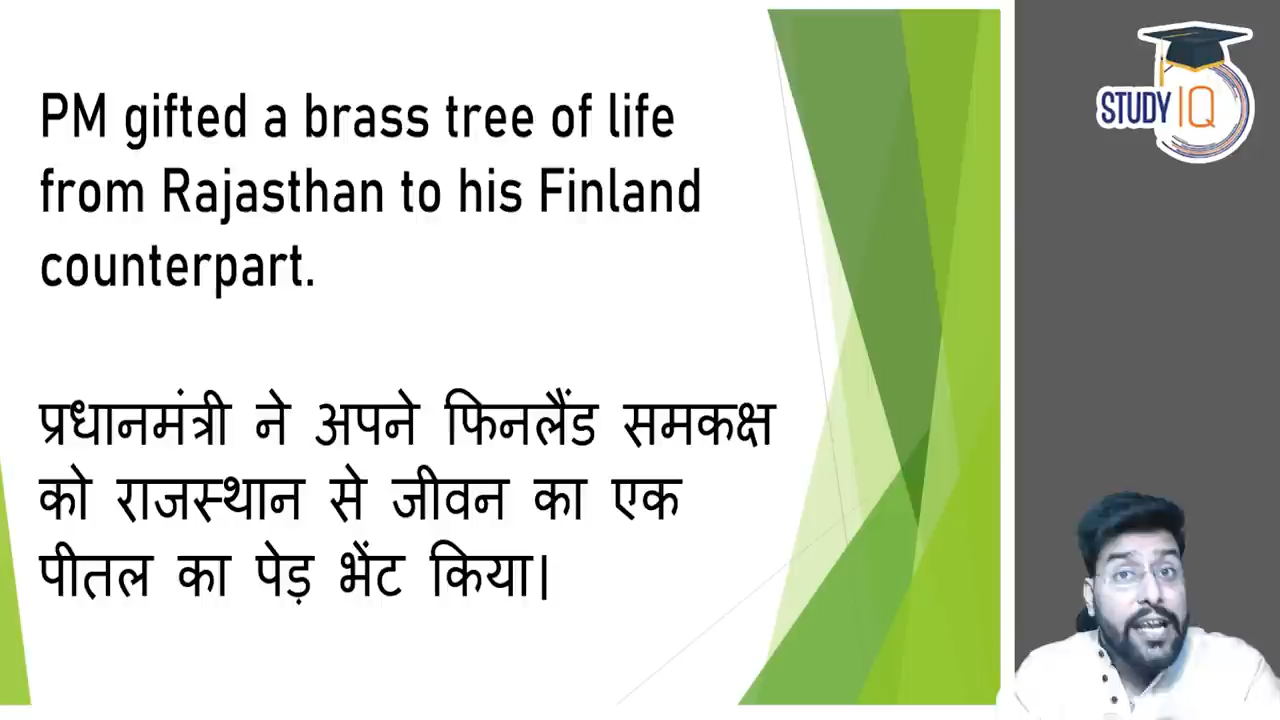 PM gifted a brass tree of life
from Rajasthan to his Finland
counterpart.
प्रधानमंत्री ने अपने फिनलैंड समकक्ष
को राजस्थान से जीवन का एक
पीतल का पेड़ भेंट किया।
STUDY IQ